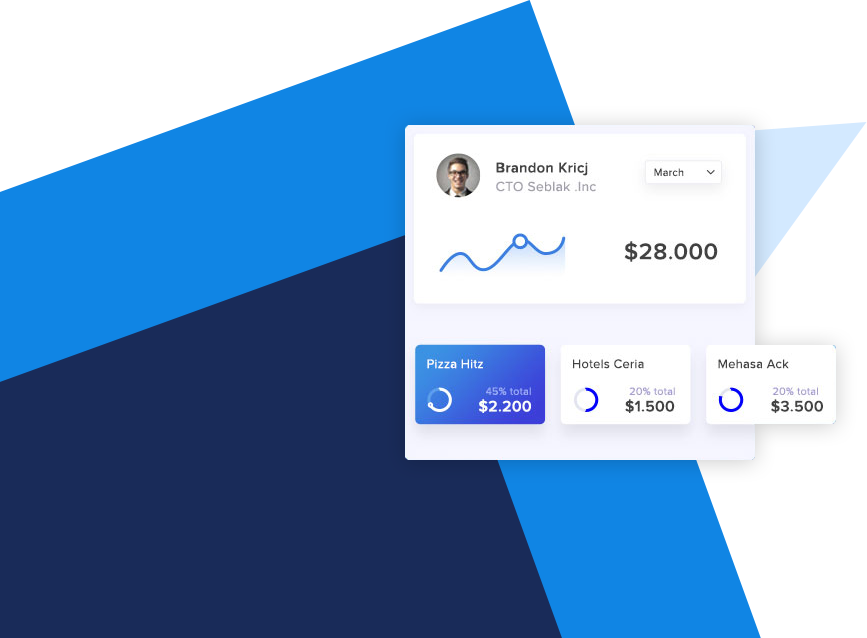 Brandon Kricj
CTO Seblak .Inc
March
$28.000
Pizza Hitz
45% total
$2.200
Hotels Ceria
20% total
$1.500
Mehasa Ack
20% total
$3.500